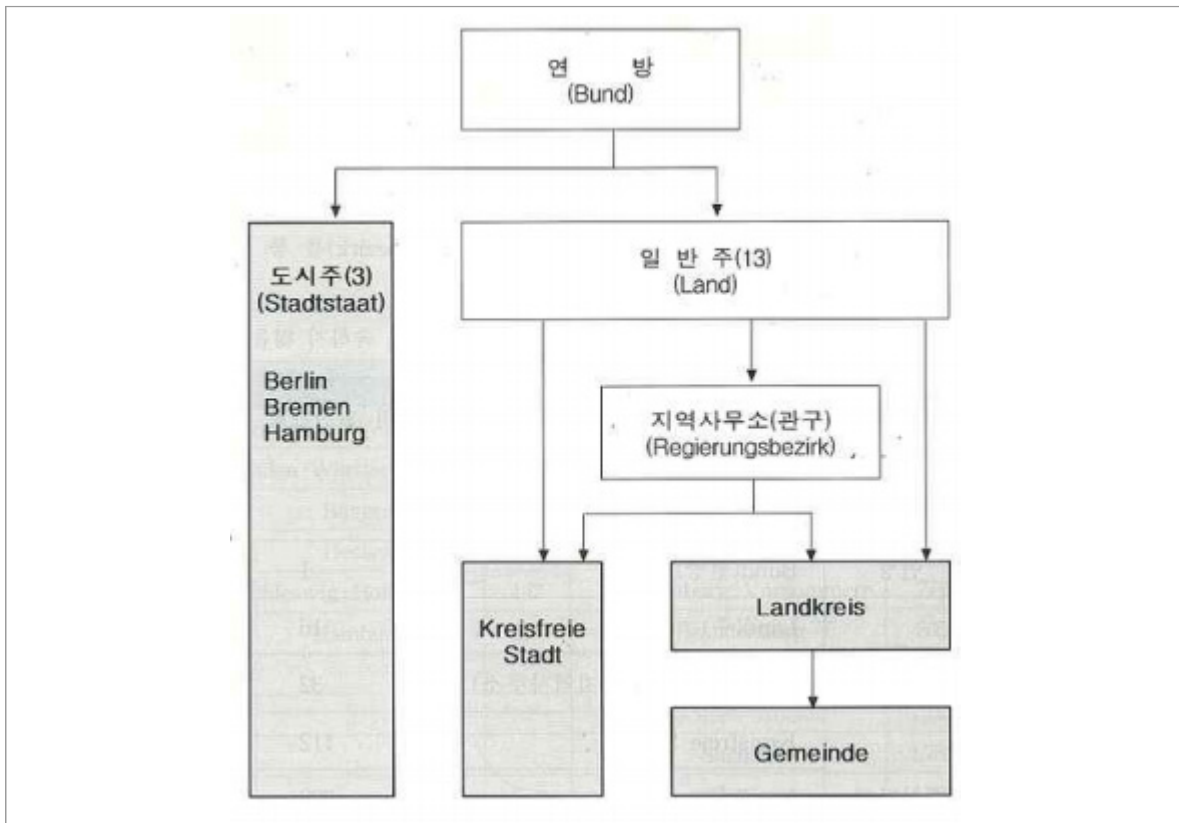 연 방
(Bund)
도시주(3)
(Stadtstaat)
Berlin
Bremen
Hamburg
일 반 주(13)
(Land)
지역사무소(관구)
(Regierungsbezirk)
Kreisfreie
Stadt
Landkreis
Gemeinde